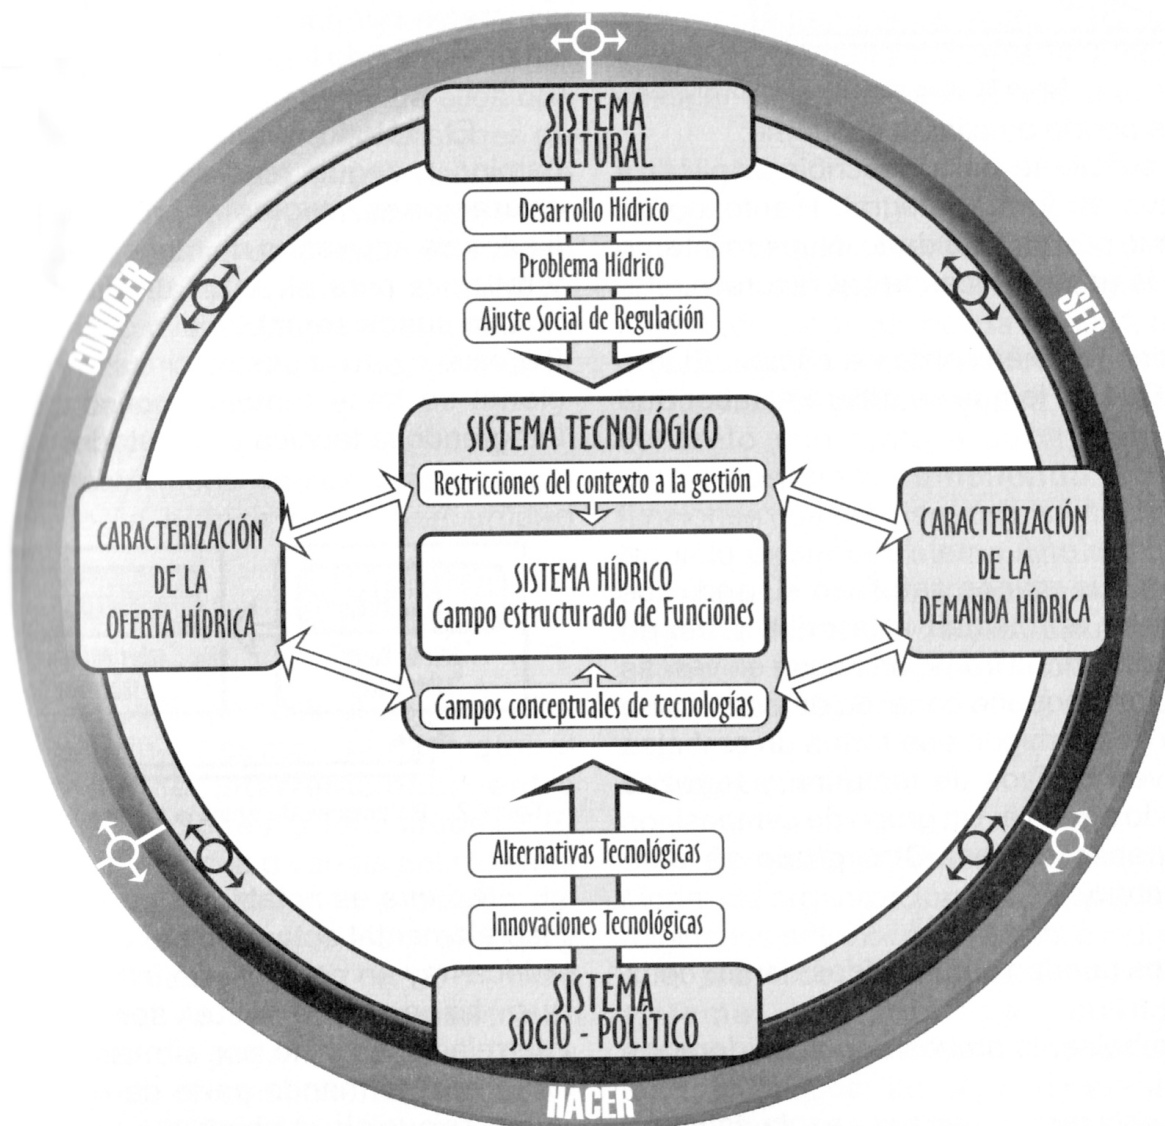 SISTEMA
CULTURAL
Desarrollo Hídrico
Problema Hídrico
Ajuste Social de Regulación
CONOCER
SER
SISTEMA TECNOLÓGICO
Restricciones del contexto a la gestión
CARACTERIZACIÓN
DE LA
OFERTA HÍDRICA
SISTEMA HÍDRICO
Campo estructurado de Funciones
CARACTERIZACIÓN
DE LA
DEMANDA HÍDRICA
Campos conceptuales de tecnologías
Alternativas Tecnológicas
Innovaciones Tecnológicas
SISTEMA
SOCIO - POLÍTICO
HACER